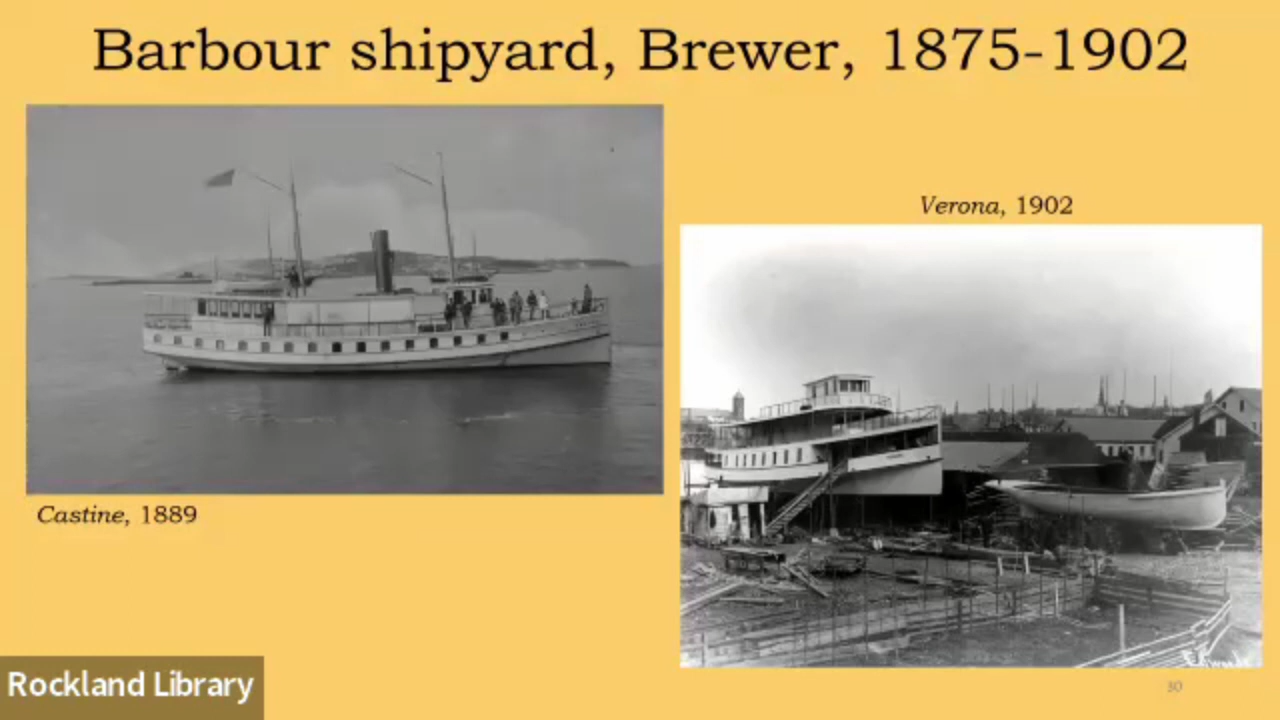 Barbour shipyard, Brewer, 1875-1902
Verona, 1902
Castine, 1889
Rockland Library
30